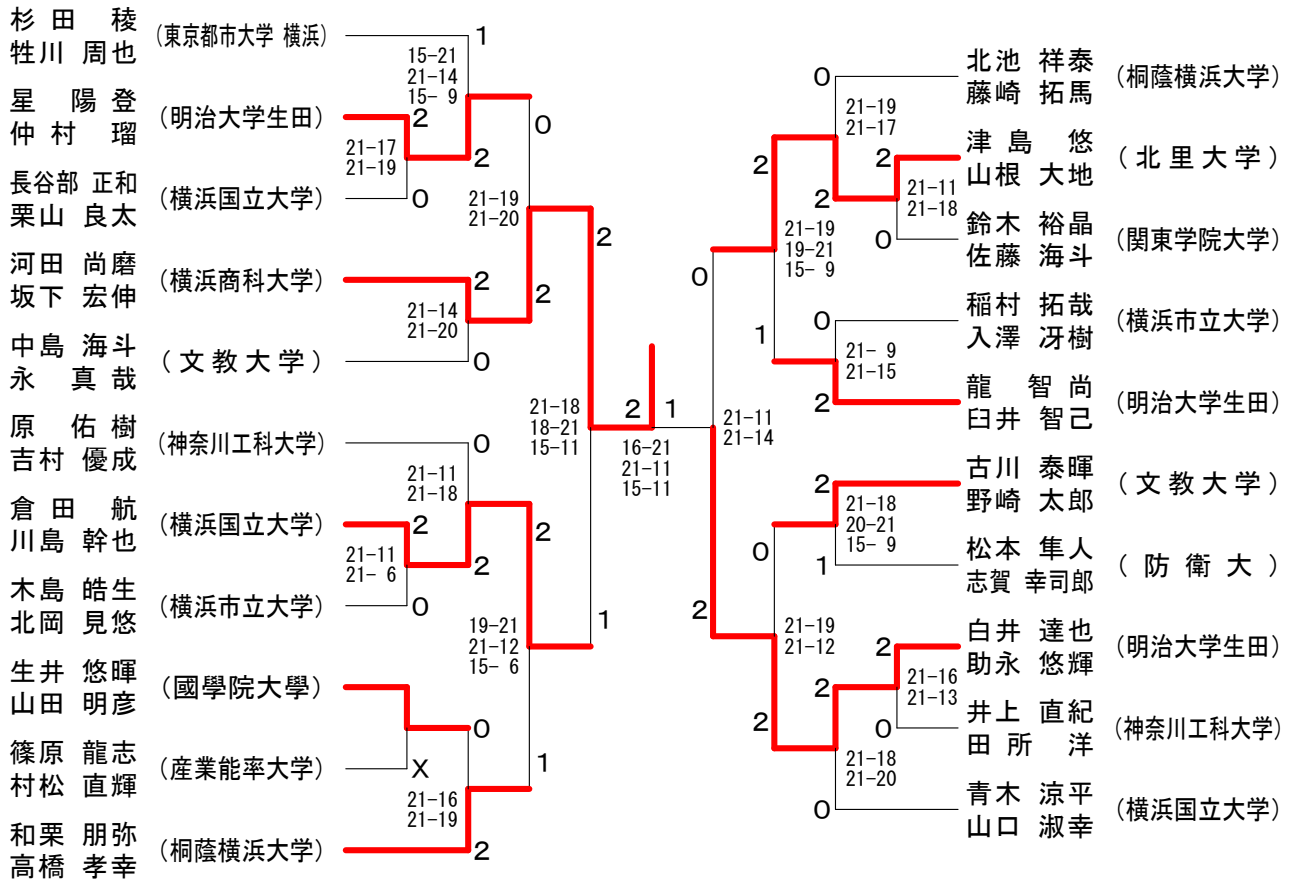 杉田 稜
牲川 周也
(東京都市大学 横浜)
1
15-21
21-14
15- 9
星 陽登
仲村 瑠
(明治大学生田)
2
21-17
21-19
2
0
長谷部 正和
栗山 良太
(横浜国立大学)
0
21-19
21-20
2
河田 尚磨
坂下 宏伸
(横浜商科大学)
2
21-14
21-20
2
中島 海斗
永 真哉
(文教大学)
0
原 佑樹
吉村 優成
(神奈川工科大学)
0
21-18
18-21
15-11
21-11
21-18
倉田 航
川島 幹也
(横浜国立大学)
2
21-11
21- 6
2
2
木島 皓生
北岡 見悠
(横浜市立大学)
0
19-21
21-12
15- 6
1
生井 悠暉
山田 明彦
(國學院大學)
0
篠原 龍志
村松 直輝
(産業能率大学)
X
21-16
21-19
1
和栗 朋弥
高橋 孝幸
(桐蔭横浜大学)
2
2
1
16-21
21-11
15-11
0
北池 祥泰
藤崎 拓馬
(桐蔭横浜大学)
21-19
21-17
2
2
津島 悠
山根 大地
(北里大学)
2
21-11
21-18
0
鈴木 裕晶
佐藤 海斗
(関東学院大学)
21-19
19-21
15- 9
0
0
稲村 拓哉
入澤 冴樹
(横浜市立大学)
1
21- 9
21-15
2
龍 智尚
臼井 智己
(明治大学生田)
21-11
21-14
2
古川 泰暉
野崎 太郎
(文教大学)
21-18
20-21
15- 9
0
1
松本 隼人
志賀 幸司郎
(防衛大)
2
21-19
21-12
2
白井 達也
助永 悠輝
(明治大学生田)
2
21-16
21-13
2
0
井上 直紀
田所 洋
(神奈川工科大学)
21-18
21-20
0
青木 涼平
山口 淑幸
(横浜国立大学)